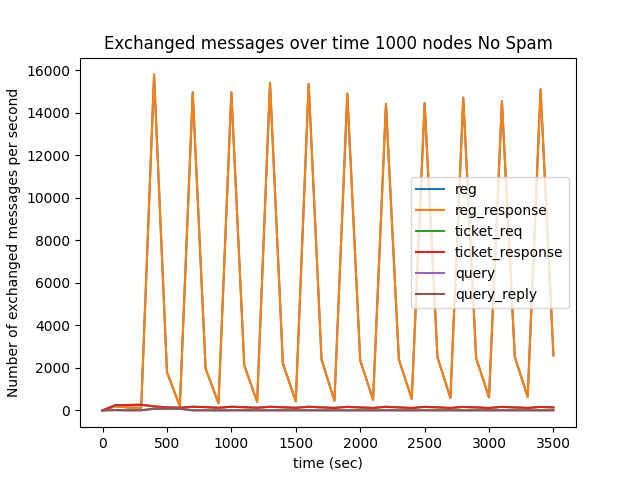 Exchanged messages over time 1000 nodes No Spam
Number of exchanged messages per second
16000
14000
12000
10000
8000
6000
4000
2000
0
reg
reg_response
ticket_req
ticket_response
query
query_reply
0 500 1000 1500 2000 2500 3000 3500
time (sec)